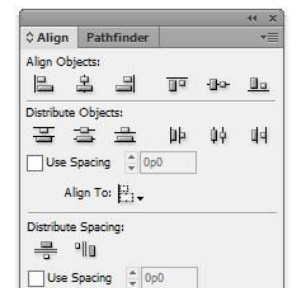 Align Pathfinder
Align Objects:
Distribute Objects:
Use Spacing 0p0
Align To:
Distribute Spacing:
Use Spacing 0p0